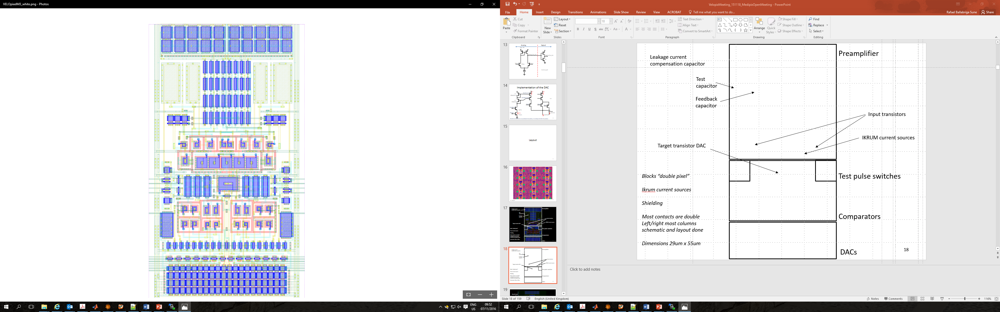 VELOpixelM3_white.png - Photos
VelopixMeeting_151118_MedipixOpenMeeting - PowerPoint
File
Home
Insert
Design
Transitions
Animations
Slide Show
Review
View
ACROBAT
Tell me what you want to do...
Rafael Ballabriga Sune
Share
Paste
Cut
Copy
Format Painter
Clipboard
New
Slide
Layout
Reset
Section
Slides
18
Font
Text Direction
Align Text
Convert to SmartArt
Paragraph
Arrange
Quick
Styles
Shape Fill
Shape Outline
Shape Effects
Drawing
Find
Replace
Select
Editing
13
Analog
Digital
14
Implementation of the DAC
15
Layout
16
17
18
19
Leakage current
compensation capacitor
Preamplifier
Test
capacitor
Feedback
capacitor
Input transistors
IKRUM current sources
Target transistor DAC
Blocks “double pixel”
Test pulse switches
Ikrum current sources
Shielding
Most contacts are double
Left/right most columns
schematic and layout done
Comparators
Dimensions 29um x 55um
DACs
18
Click to add notes
Slide 18 of 159
English (United Kingdom)
Notes
Comments
116%
ENG
US
09:52
07/11/2016